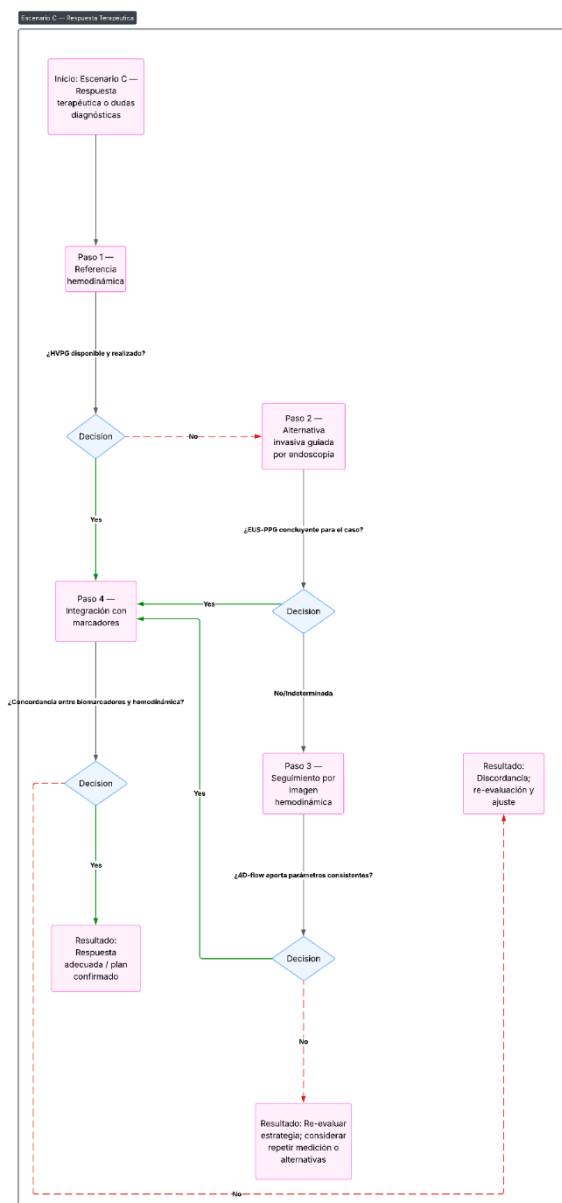 Escenario C — Respuesta Terapéutica
Inicio: Escenario C —
Respuesta
terapéutica o dudas
diagnósticas
Paso 1 —
Referencia
hemodinámica
¿HVPG disponible y realizado?
Decision
No
Paso 2 —
Alternativa
invasiva guiada
por endoscopía
Yes
¿EUS-PPG concluyente para el caso?
Paso 4 —
Integración con
marcadores
Yes
Decision
¿Concordancia entre biomarcadores y hemodinámica?
No/Indeterminada
Decision
Paso 3 —
Seguimiento por
imagen
hemodinámica
Resultado:
Discordancia;
re-evaluación y
ajuste
Yes
Yes
¿4D-flow aporta parámetros consistentes?
Resultado:
Respuesta
adecuada / plan
confirmado
Decision
No
Resultado: Re-evaluar
estrategia; considerar
repetir medición o
alternativas
No